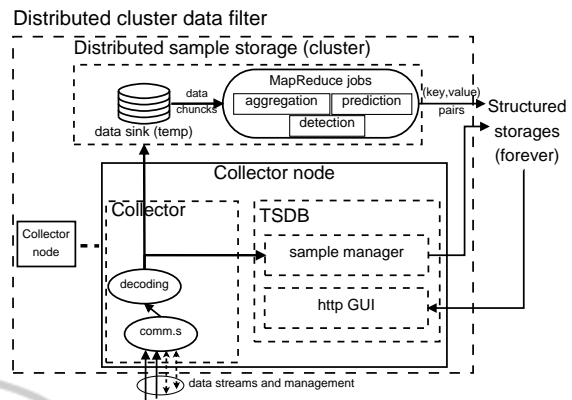 Distributed cluster data filter
Distributed sample storage (cluster)
MapReduce jobs
data
chuncks
aggregation
prediction
detection
data sink (temp)
(key,value)
pairs
Structured
storages
(forever)
Collector node
Collector
TSDB
Collector
node
sample manager
decoding
http GUI
comm.s
data streams and management